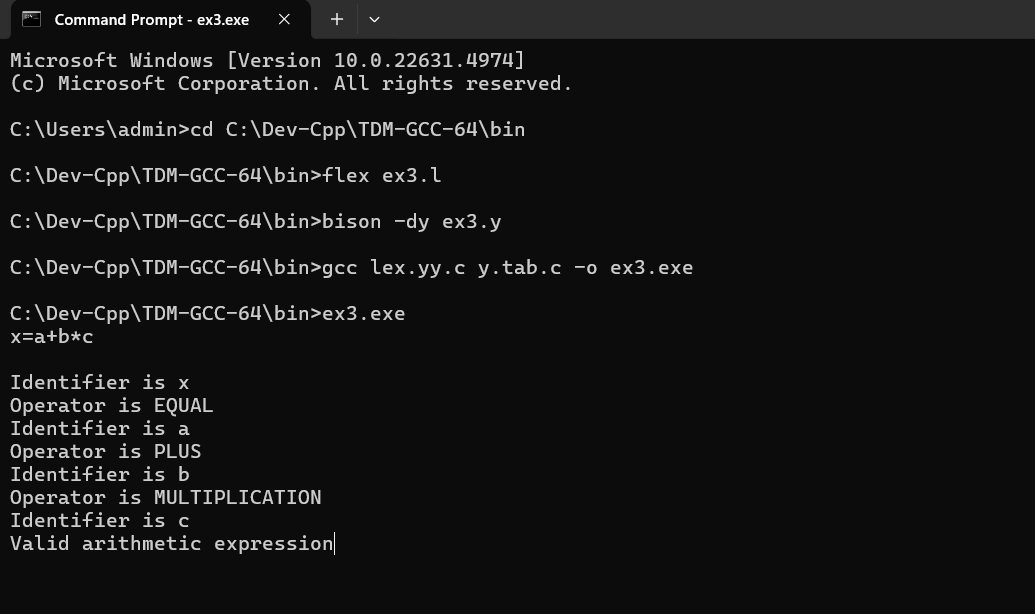 Command Prompt - ex3.exe
Microsoft Windows [Version 10.0.22631.4974]
(c) Microsoft Corporation. All rights reserved.
C:\Users\admin>cd C:\Dev-Cpp\TDM-GCC-64\bin
C:\Dev-Cpp\TDM-GCC-64\bin>flex ex3.l
C:\Dev-Cpp\TDM-GCC-64\bin>bison -dy ex3.y
C:\Dev-Cpp\TDM-GCC-64\bin>gcc lex.yy.c y.tab.c -o ex3.exe
C:\Dev-Cpp\TDM-GCC-64\bin>ex3.exe
x=a+b*c
Identifier is x
Operator is EQUAL
Identifier is a
Operator is PLUS
Identifier is b
Operator is MULTIPLICATION
Identifier is c
Valid arithmetic expression